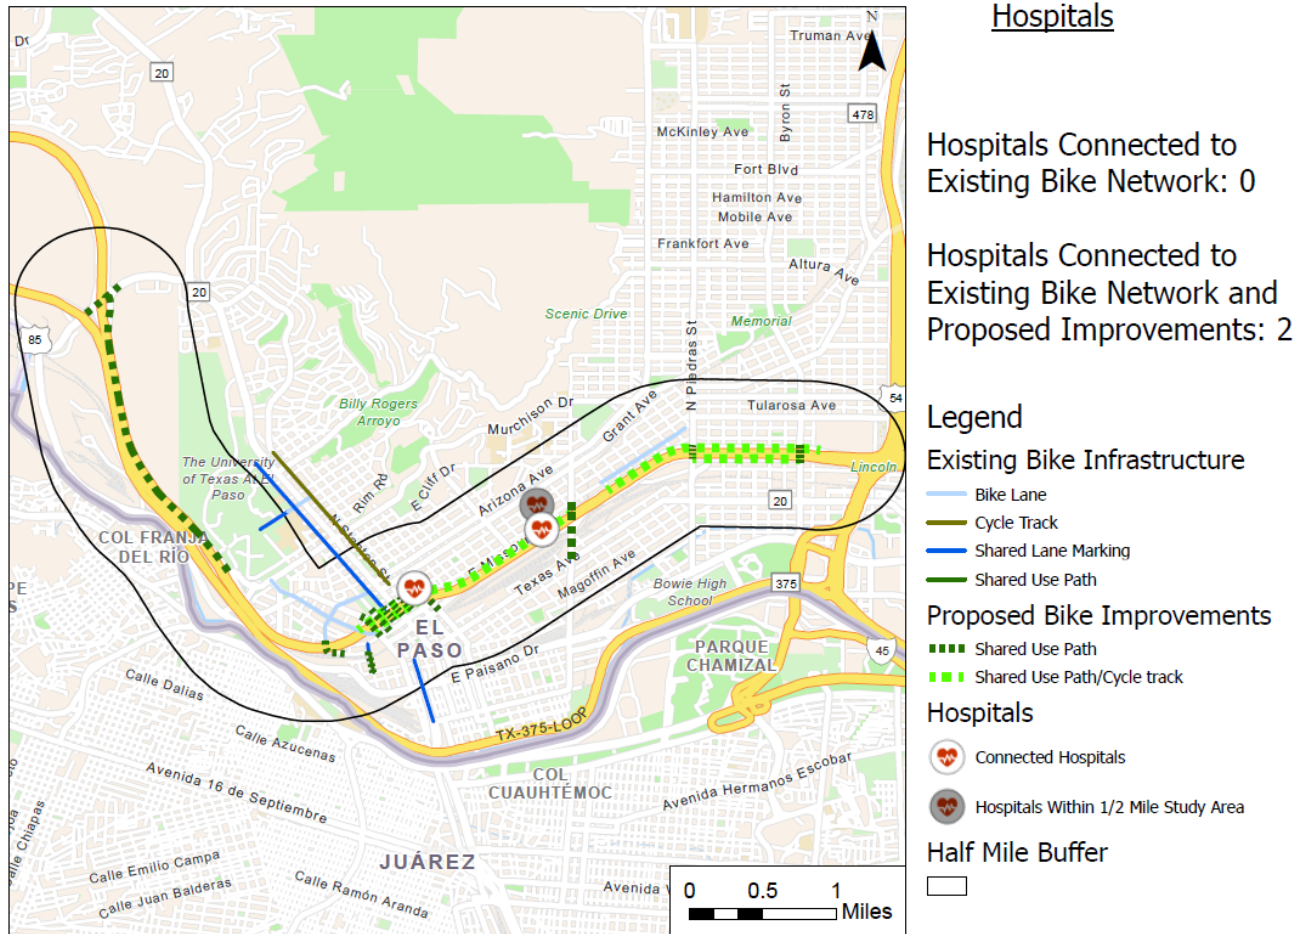 Hospitals
Hospitals Connected to
Existing Bike Network: 0
Hospitals Connected to
Existing Bike Network and
Proposed Improvements: 2
Legend
Existing Bike Infrastructure
Bike Lane
Cycle Track
Shared Lane Marking
Shared Use Path
Proposed Bike Improvements
Shared Use Path
Shared Use Path/Cycle track
Hospitals
Connected Hospitals
Hospitals Within 1/2 Mile Study Area
Half Mile Buffer
N
Dr
20
Truman Ave
Byron St
478
McKinley Ave
Fort Blvd
Hamilton Ave
Mobile Ave
Frankfort Ave
Altura Ave
20
85
Scenic Drive
Memorial
N Piedras St
54
Tularosa Ave
Billy Rogers
Arroyo
Murchison Dr
Grant Ave
Lincoln
The University
of Texas At El
Paso
Rim Rd
E Cliff Dr
Arizona Ave
20
N Stanton St
COL FRANJA
DEL RÍO
E Missouri
Texas Ave
Magoffin Ave
Bowie High
School
375
EL
PASO
E Paisano Dr
PARQUE
CHAMIZAL
45
Calle Dalias
Calle Azucenas
TX-375-LOOP
Avenida 16 de Septiembre
COL
CUAUHTÉMOC
Avenida Hermanos Escobar
Calle Chiapas
Calle Emilio Campa
Calle Juan Balderas
JUÁREZ
Calle Ramón Aranda
Avenida
0 0.5 1
Miles